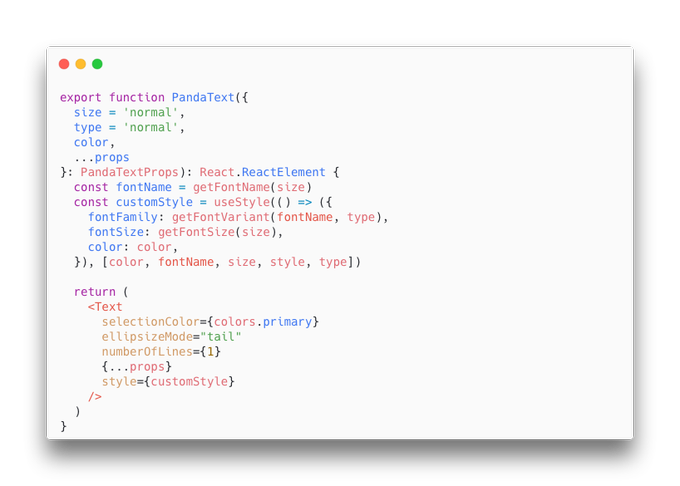 export function PandaText({
  size = 'normal',
  type = 'normal',
  color,
  ...props
}: PandaTextProps): React.ReactElement {
  const fontName = getFontName(size)
  const customStyle = useStyle(() => ({
    fontFamily: getFontVariant(fontName, type),
    fontSize: getFontSize(size),
    color: color,
  }), [color, fontName, size, style, type])

  return (
    <Text
      selectionColor={colors.primary}
      ellipsizeMode="tail"
      numberOfLines={1}
      {...props}
      style={customStyle}
    />
  )
}